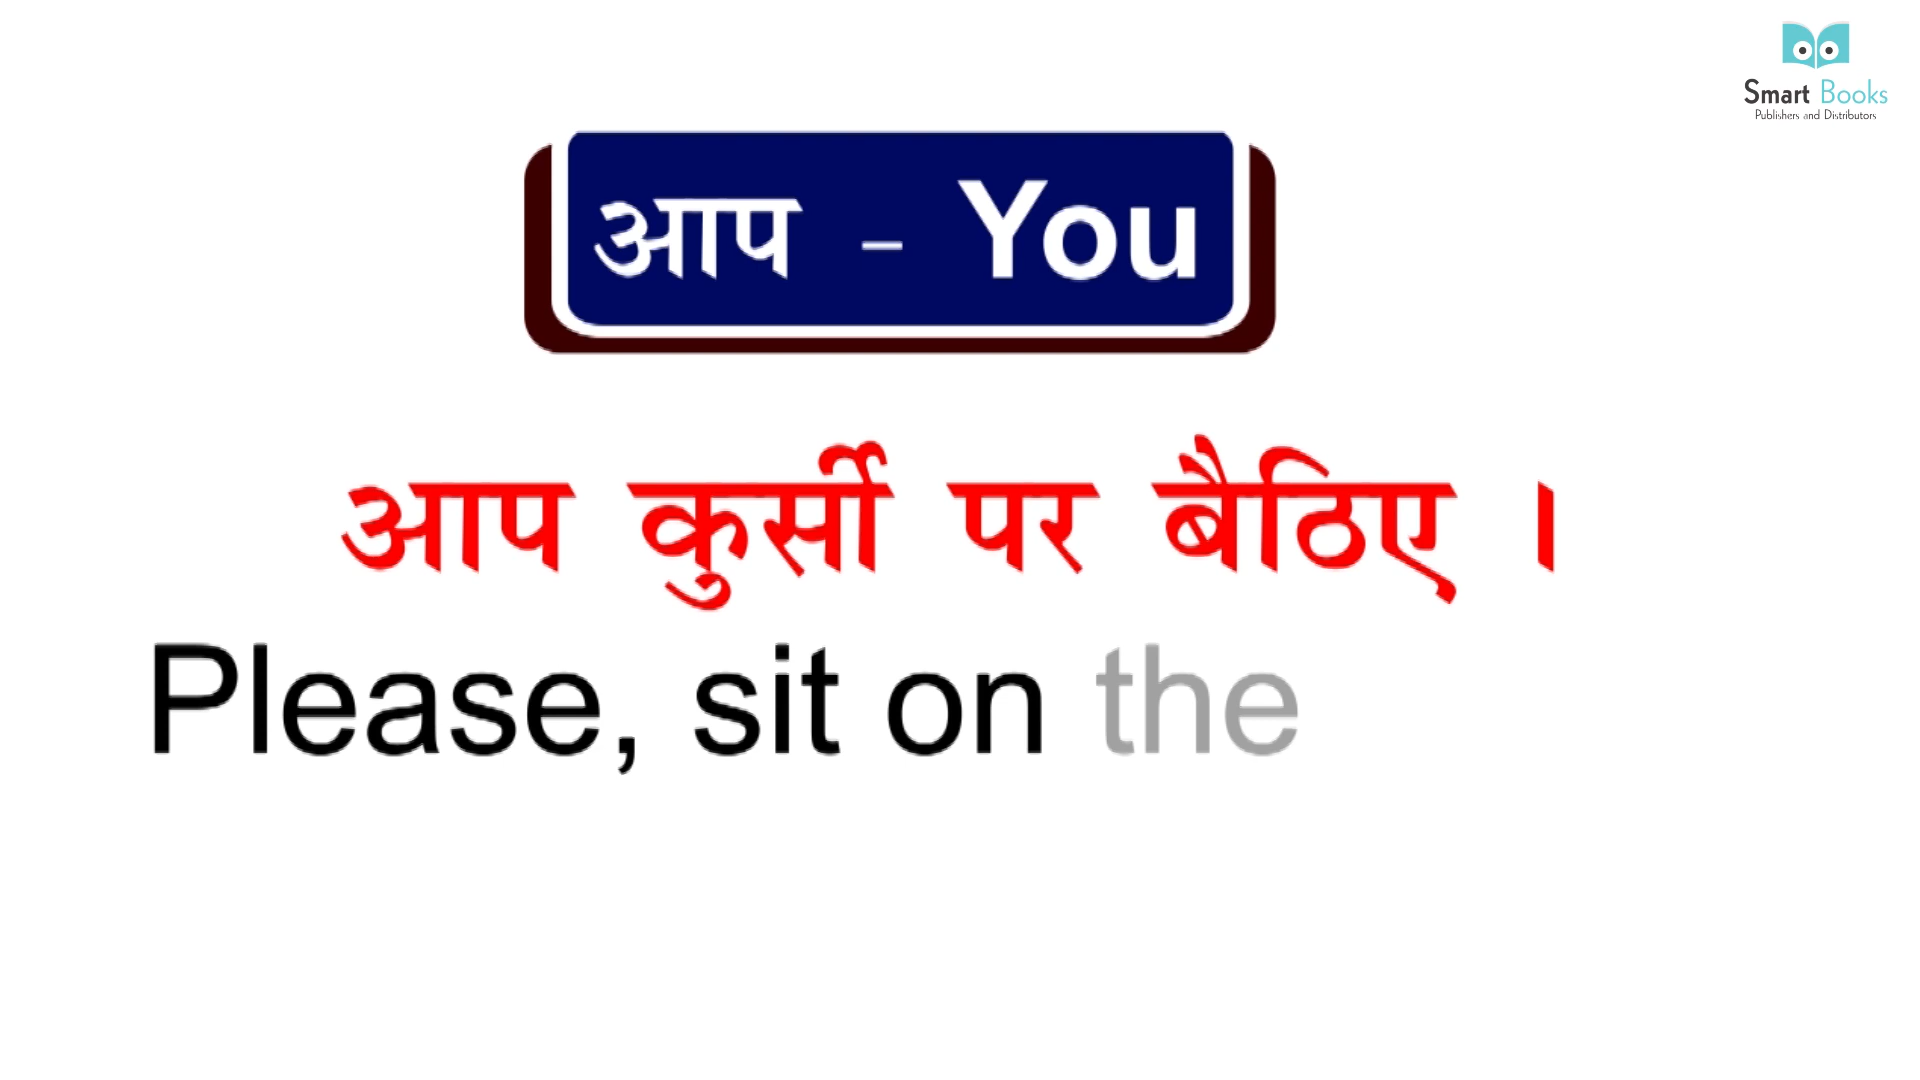 Smart Books
Publishers and Distributors
आप - You
आप कुर्सी पर बैठिए ।
Please, sit on the